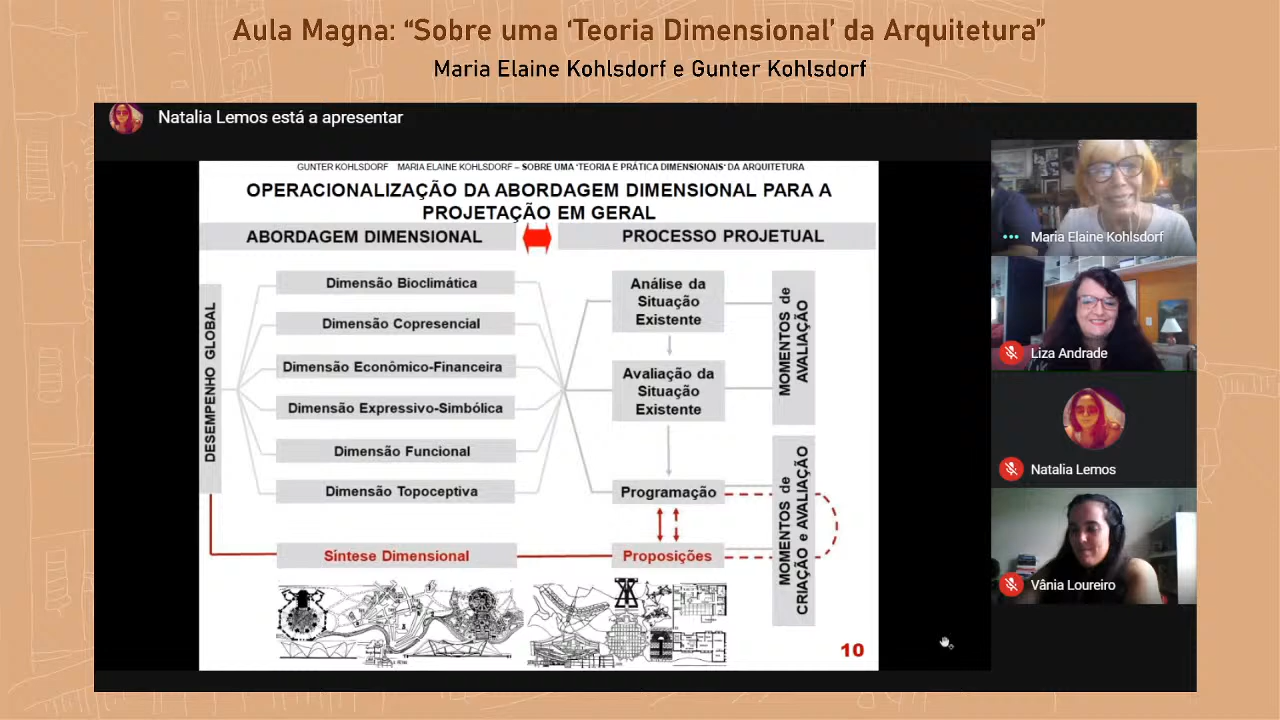 Aula Magna: “Sobre uma ‘Teoria Dimensional’ da Arquitetura”
Maria Elaine Kohlsdorf e Gunter Kohlsdorf
Natalia Lemos está a apresentar
GUNTER KOHLSDORF MARIA ELAINE KOHLSDORF – SOBRE UMA ‘TEORIA E PRÁTICA DIMENSIONAIS’ DA ARQUITETURA
OPERACIONALIZAÇÃO DA ABORDAGEM DIMENSIONAL PARA A
PROJETAÇÃO EM GERAL
ABORDAGEM DIMENSIONAL
PROCESSO PROJETUAL
DESEMPENHO GLOBAL
Dimensão Bioclimática
Dimensão Copresencial
Dimensão Econômico-Financeira
Dimensão Expressivo-Simbólica
Dimensão Funcional
Dimensão Topoceptiva
Síntese Dimensional
Análise da
Situação
Existente
Avaliação da
Situação
Existente
Programação
Proposições
MOMENTOS de
AVALIAÇÃO
MOMENTOS de
CRIAÇÃO e AVALIAÇÃO
10
Maria Elaine Kohlsdorf
Liza Andrade
Natalia Lemos
Vânia Loureiro